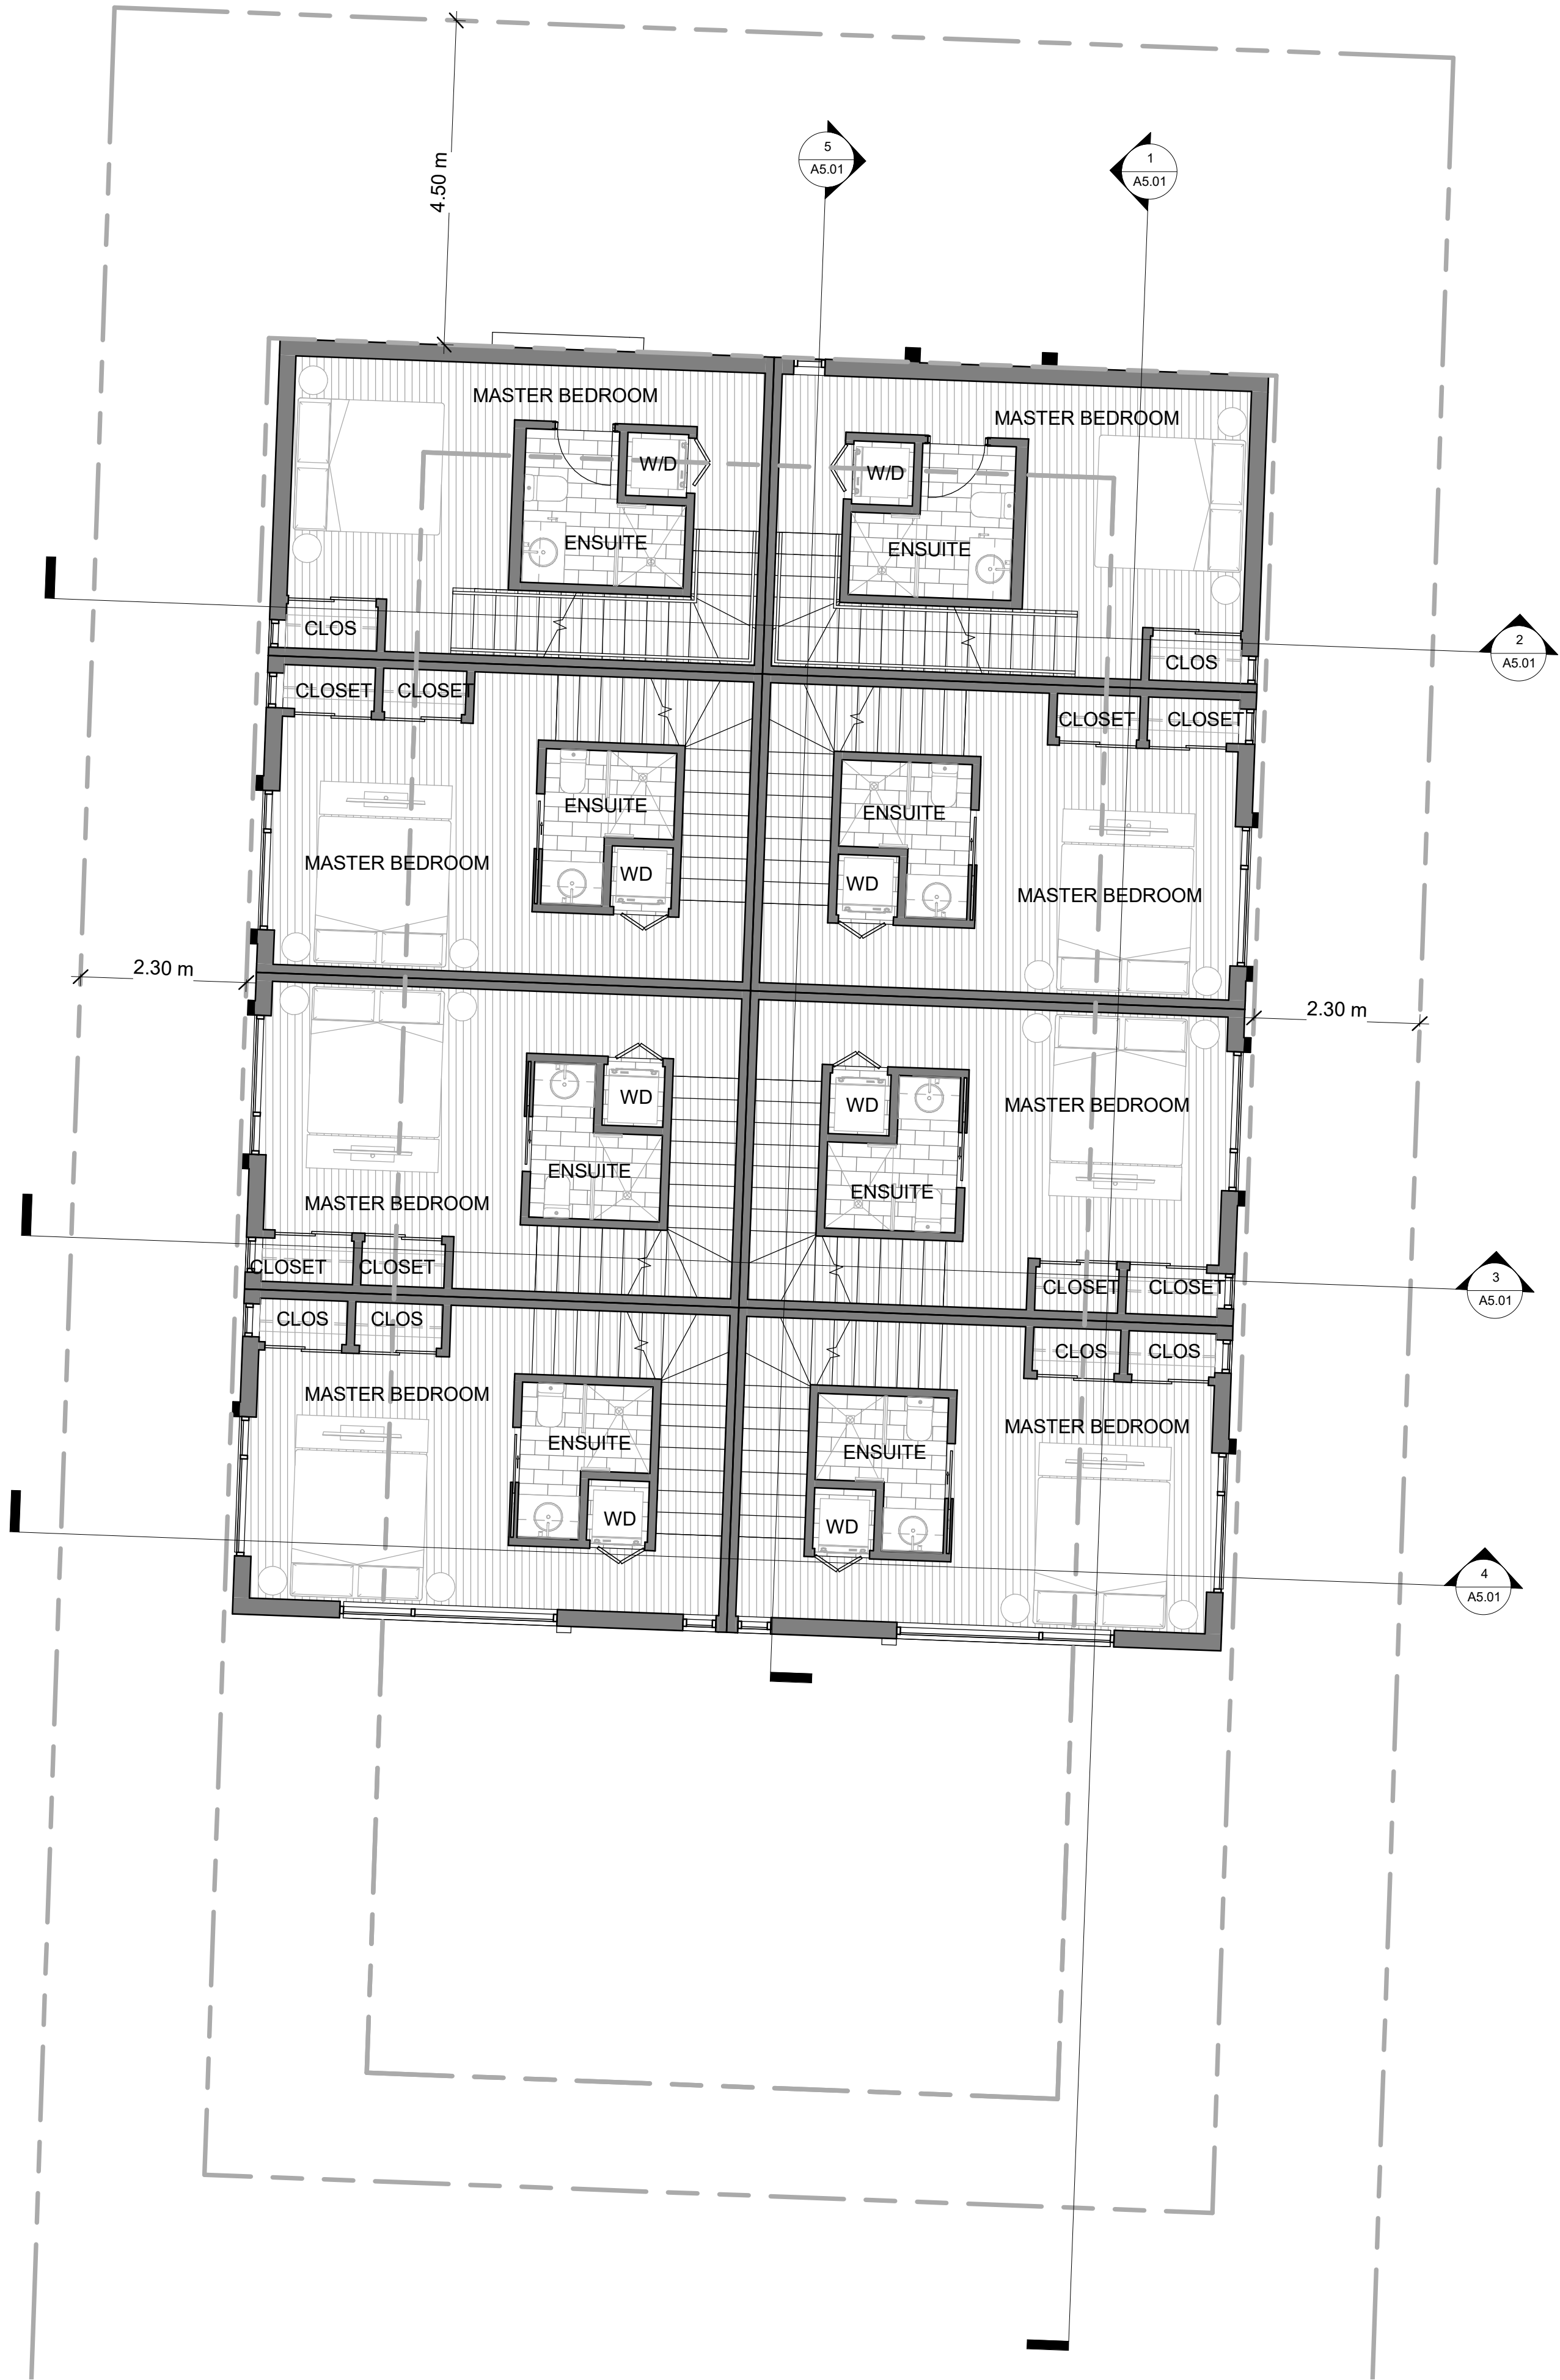 4.50 m
5
A5.01
1
A5.01
MASTER BEDROOM
MASTER BEDROOM
W/D
W/D
ENSUITE
ENSUITE
CLOS
CLOS
2
A5.01
CLOSET
CLOSET
CLOSET
CLOSET
ENSUITE
ENSUITE
MASTER BEDROOM
WD
WD
MASTER BEDROOM
2.30 m
2.30 m
WD
WD
MASTER BEDROOM
ENSUITE
ENSUITE
MASTER BEDROOM
CLOSET
CLOSET
CLOSET
CLOSET
3
A5.01
CLOS
CLOS
CLOS
CLOS
MASTER BEDROOM
MASTER BEDROOM
ENSUITE
ENSUITE
WD
WD
4
A5.01